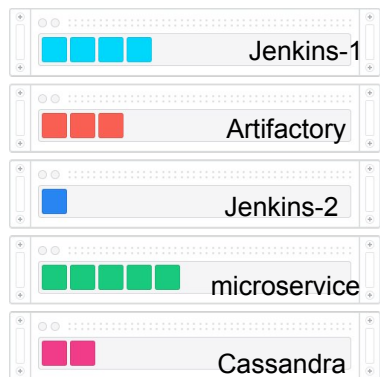 Jenkins-1
Artifactory
Jenkins-2
microservice
Cassandra